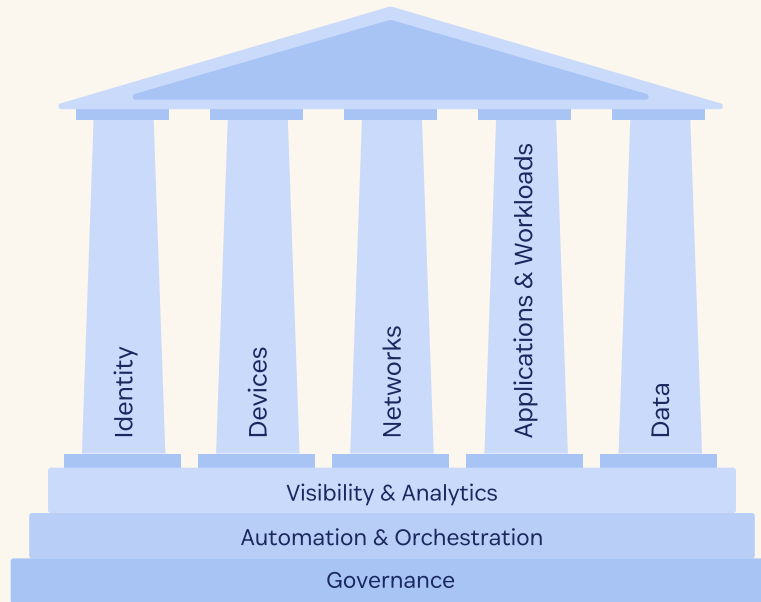 Identity
Devices
Networks
Applications & Workloads
Data
Visibility & Analytics
Automation & Orchestration
Governance